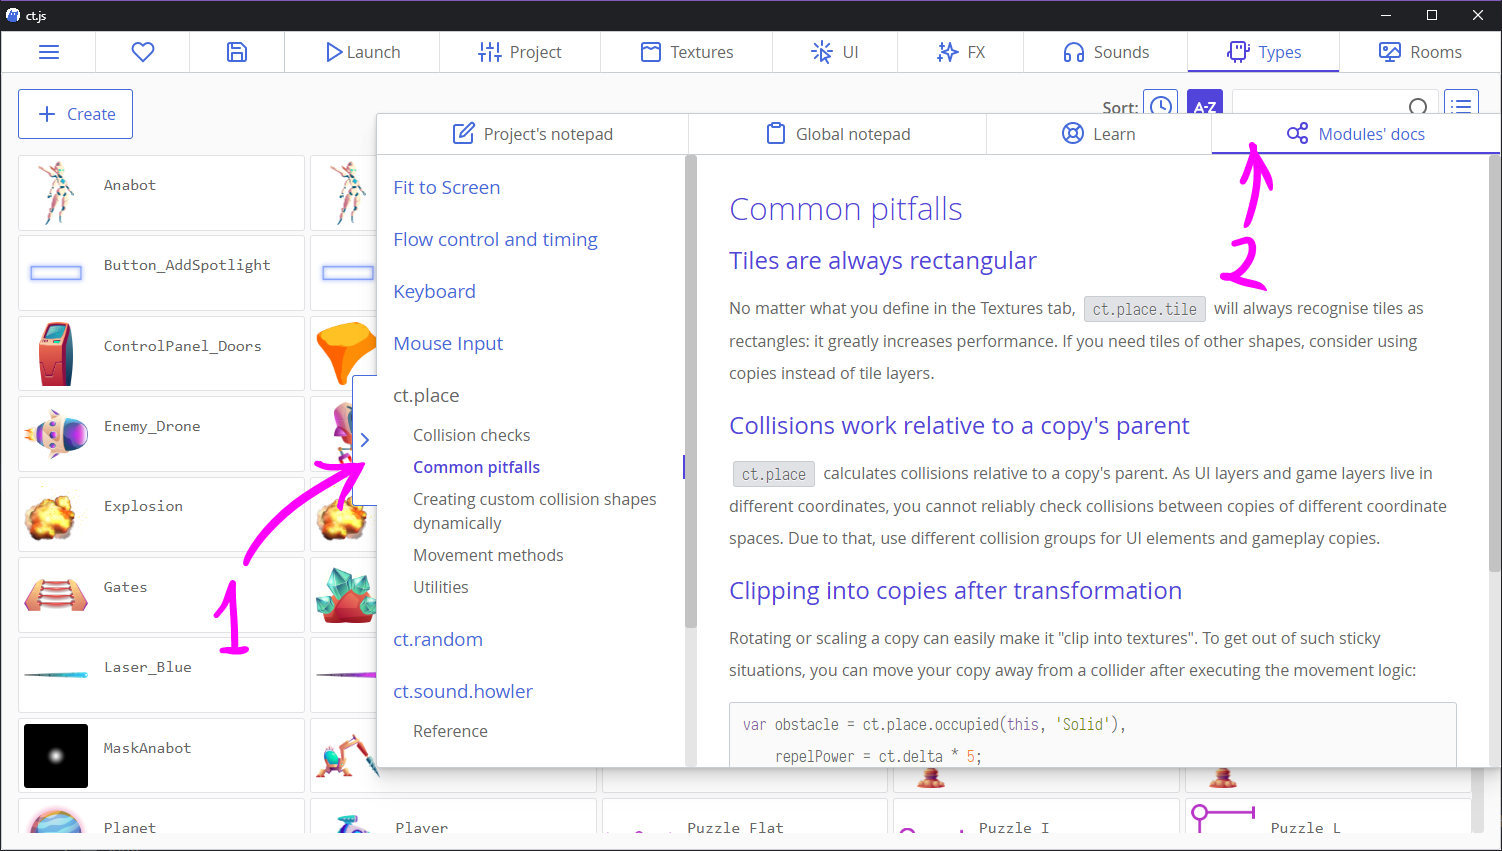 ct.js
Launch
Project
Textures
UI
FX
Sounds
Types
Rooms
Create
Sort:
A-Z
Project's notepad
Global notepad
Learn
Modules' docs
Anabot
Button_AddSpotlight
ControlPanel_Doors
Enemy_Drone
Explosion
Gates
Laser_Blue
MaskAnabot
Planet
Player
Puzzle_Flat
Puzzle_I
Puzzle_L
1
2
Fit to Screen
Flow control and timing
Keyboard
Mouse Input
ct.place
Collision checks
Common pitfalls
Creating custom collision shapes
dynamically
Movement methods
Utilities
ct.random
ct.sound.howler
Reference
Common pitfalls
Tiles are always rectangular
No matter what you define in the Textures tab, ct.place.tile will always recognise tiles as
rectangles: it greatly increases performance. If you need tiles of other shapes, consider using
copies instead of tile layers.
Collisions work relative to a copy's parent
ct.place calculates collisions relative to a copy's parent. As UI layers and game layers live in
different coordinates, you cannot reliably check collisions between copies of different coordinate
spaces. Due to that, use different collision groups for UI elements and gameplay copies.
Clipping into copies after transformation
Rotating or scaling a copy can easily make it "clip into textures". To get out of such sticky
situations, you can move your copy away from a collider after executing the movement logic:
var obstacle = ct.place.occupied(this, 'Solid'),
repelPower = ct.delta * 5;